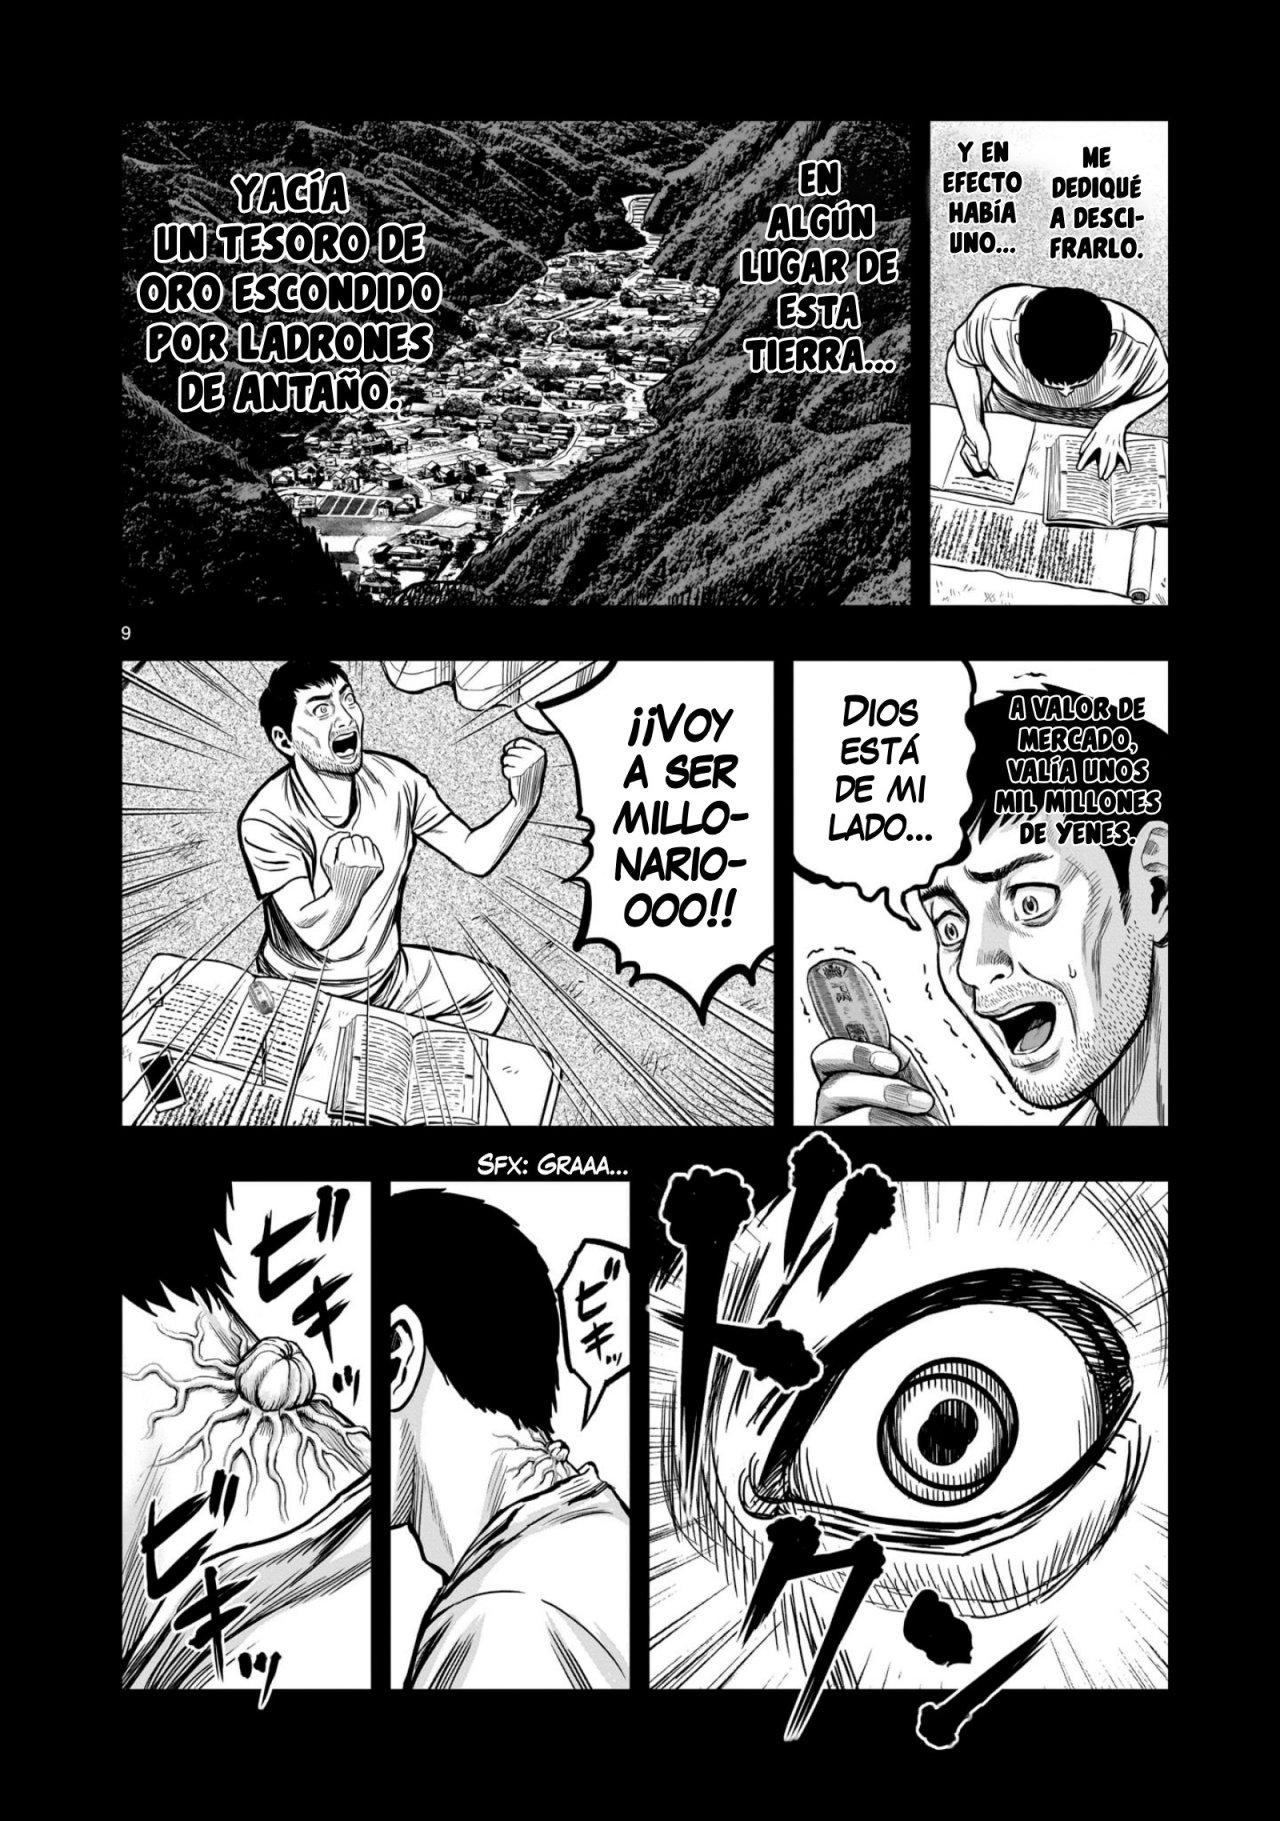 ME
DEDIQUÉ
A DESCI-
FRARLO.
Y EN
EFECTO
HABÍA
UNO...
EN
ALGÚN
LUGAR DE
ESTA
TIERRA...
YACÍA
UN TESORO DE
ORO ESCONDIDO
POR LADRONES
DE ANTAÑO.
9
A VALOR DE
MERCADO,
VALÍA UNOS
MIL MILLONES
DE YENES.
DIOS
ESTÁ
DE MI
LADO...
¡¡VOY
A SER
MILLO-
NARIO-
OOO!!
SFX: GRAAA...
ドクン
ビキッ
ビキッ
ビキッ